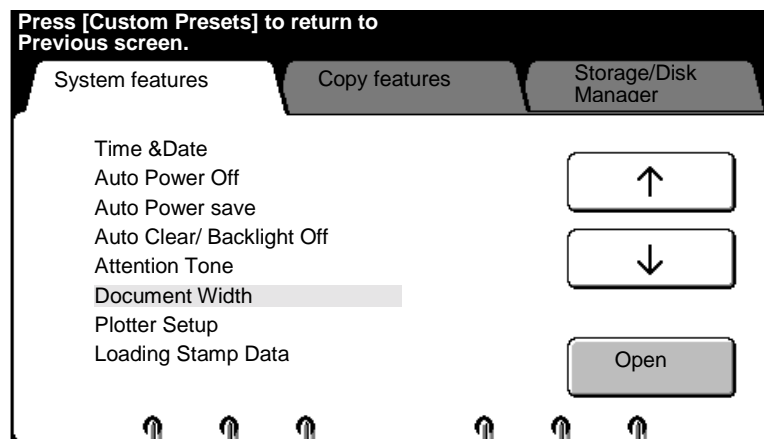 Press [Custom Presets] to return to
Previous screen.
System features
Copy features
Storage/Disk
Manager
Time &Date
Auto Power Off
Auto Power save
Auto Clear/ Backlight Off
Attention Tone
Document Width
Plotter Setup
Loading Stamp Data
↑
↓
Open